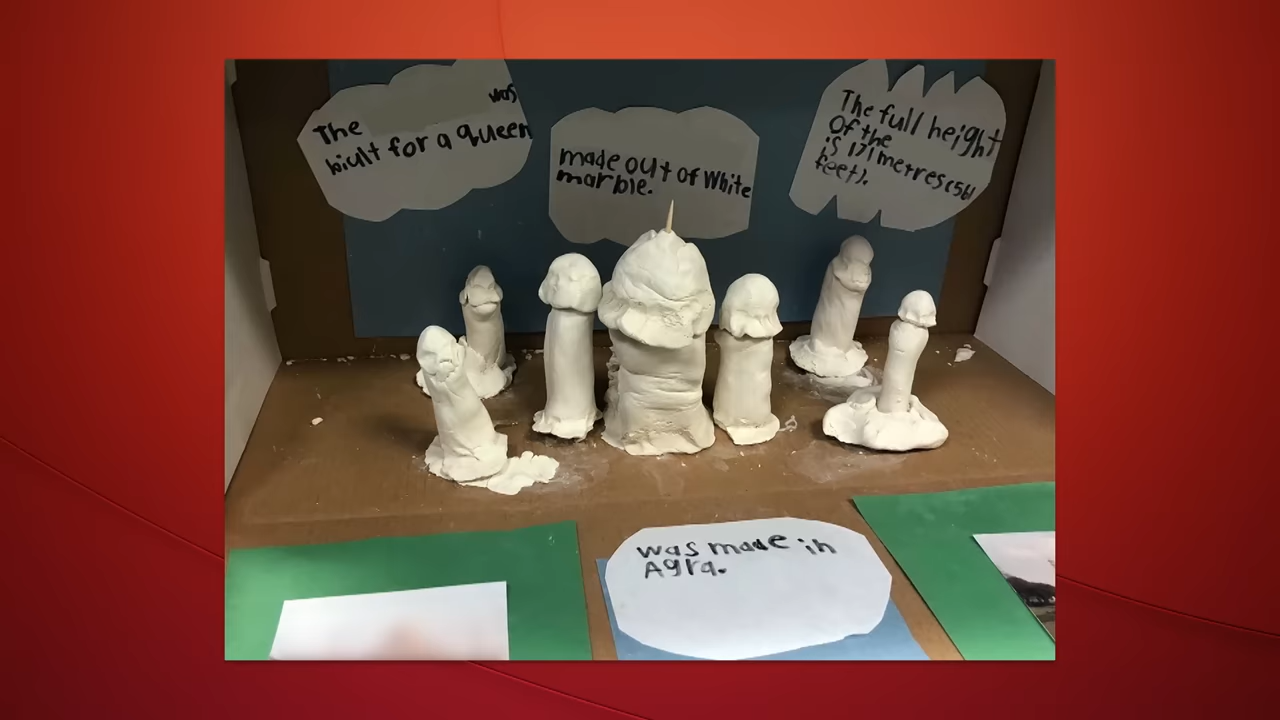 was
The
biult for a queen
made out of White
marble.
The full height
of the
is 171 metres (561
feet).
was made in
Agra.